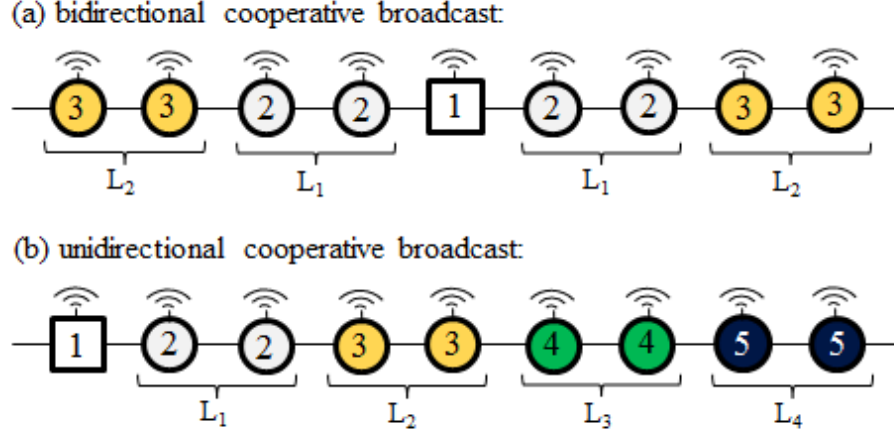 (a) bidirectional cooperative broadcast:
3 3 2 2 1 2 2 3 3
L₂ L₁ L₁ L₂
(b) unidirectional cooperative broadcast:
1 2 2 3 3 4 4 5 5
L₁ L₂ L₃ L₄